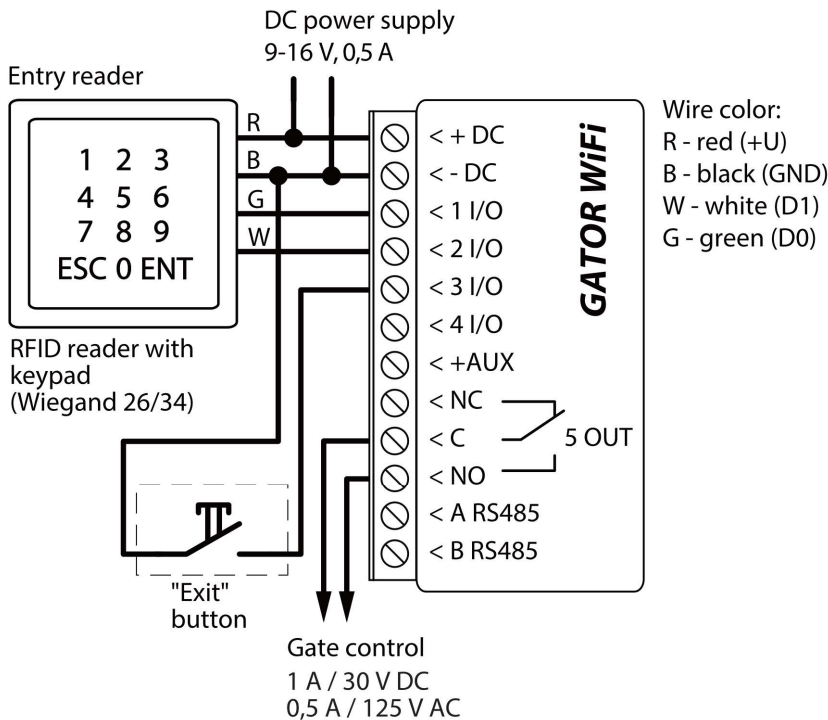 DC power supply
9-16 V, 0,5 A
Entry reader
1 2 3
4 5 6
7 8 9
ESC 0 ENT
RFID reader with
keypad
(Wiegand 26/34)
R
B
G
W
< + DC
< - DC
< 1 I/O
< 2 I/O
< 3 I/O
< 4 I/O
< +AUX
< NC
< C
< NO
< A RS485
< B RS485
5 OUT
GATOR WiFi
Wire color:
R - red (+U)
B - black (GND)
W - white (D1)
G - green (D0)
"Exit"
button
Gate control
1 A / 30 V DC
0,5 A / 125 V AC